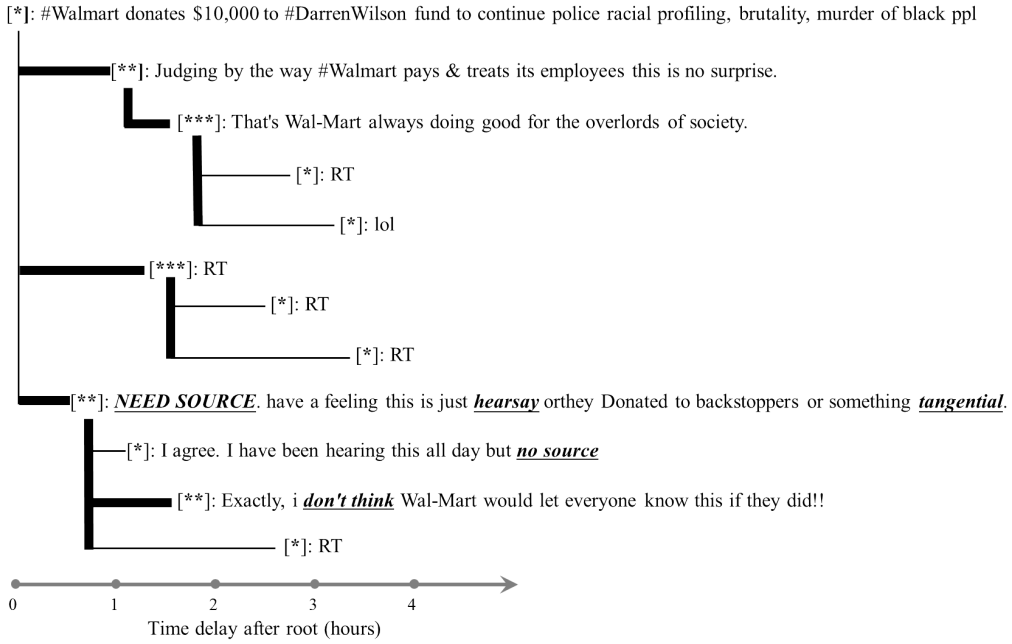 [*]: #Walmart donates $10,000 to #DarrenWilson fund to continue police racial profiling, brutality, murder of black ppl
[**]: Judging by the way #Walmart pays & treats its employees this is no surprise.
[***]: That's Wal-Mart always doing good for the overlords of society.
[*]: RT
[*]: lol
[***]: RT
[*]: RT
[*]: RT
[**]: NEED SOURCE. have a feeling this is just hearsay orthey Donated to backstoppers or something tangential.
[*]: I agree. I have been hearing this all day but no source
[**]: Exactly, i don't think Wal-Mart would let everyone know this if they did!!
[*]: RT
0 1 2 3 4
Time delay after root (hours)